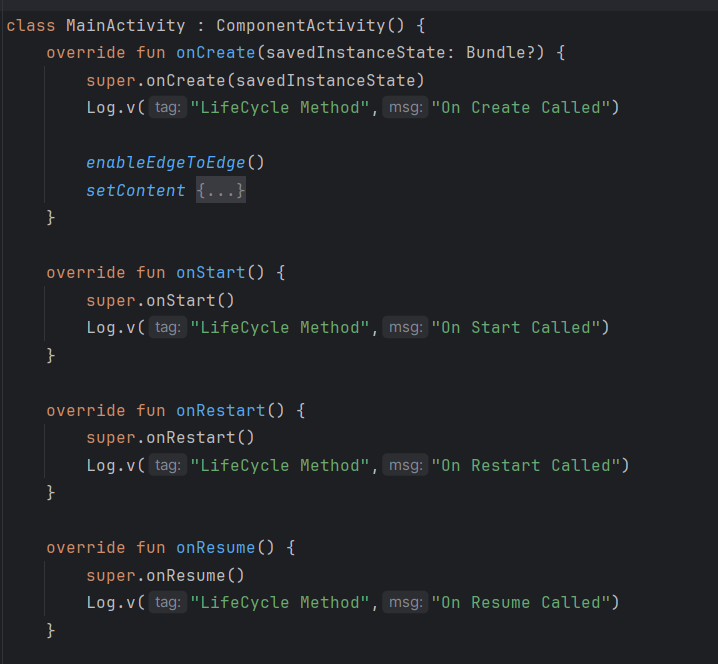 class MainActivity : ComponentActivity() {
    override fun onCreate(savedInstanceState: Bundle?) {
        super.onCreate(savedInstanceState)
        Log.v( tag: "LifeCycle Method", msg: "On Create Called")

        enableEdgeToEdge()
        setContent {...}
    }

    override fun onStart() {
        super.onStart()
        Log.v( tag: "LifeCycle Method", msg: "On Start Called")
    }

    override fun onRestart() {
        super.onRestart()
        Log.v( tag: "LifeCycle Method", msg: "On Restart Called")
    }

    override fun onResume() {
        super.onResume()
        Log.v( tag: "LifeCycle Method", msg: "On Resume Called")
    }